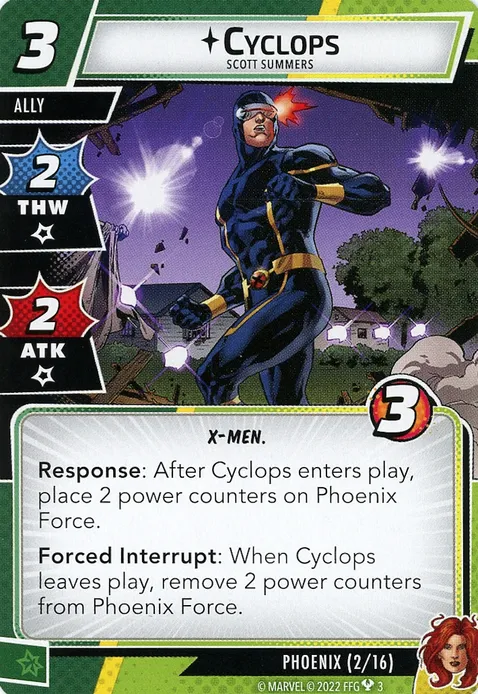 3
CYCLOPS
SCOTT SUMMERS
ALLY
2
THW
2
ATK
3
X-MEN.
Response: After Cyclops enters play,
place 2 power counters on Phoenix
Force.
Forced Interrupt: When Cyclops
leaves play, remove 2 power counters
from Phoenix Force.
PHOENIX (2/16)
© MARVEL © 2022 FFG 3